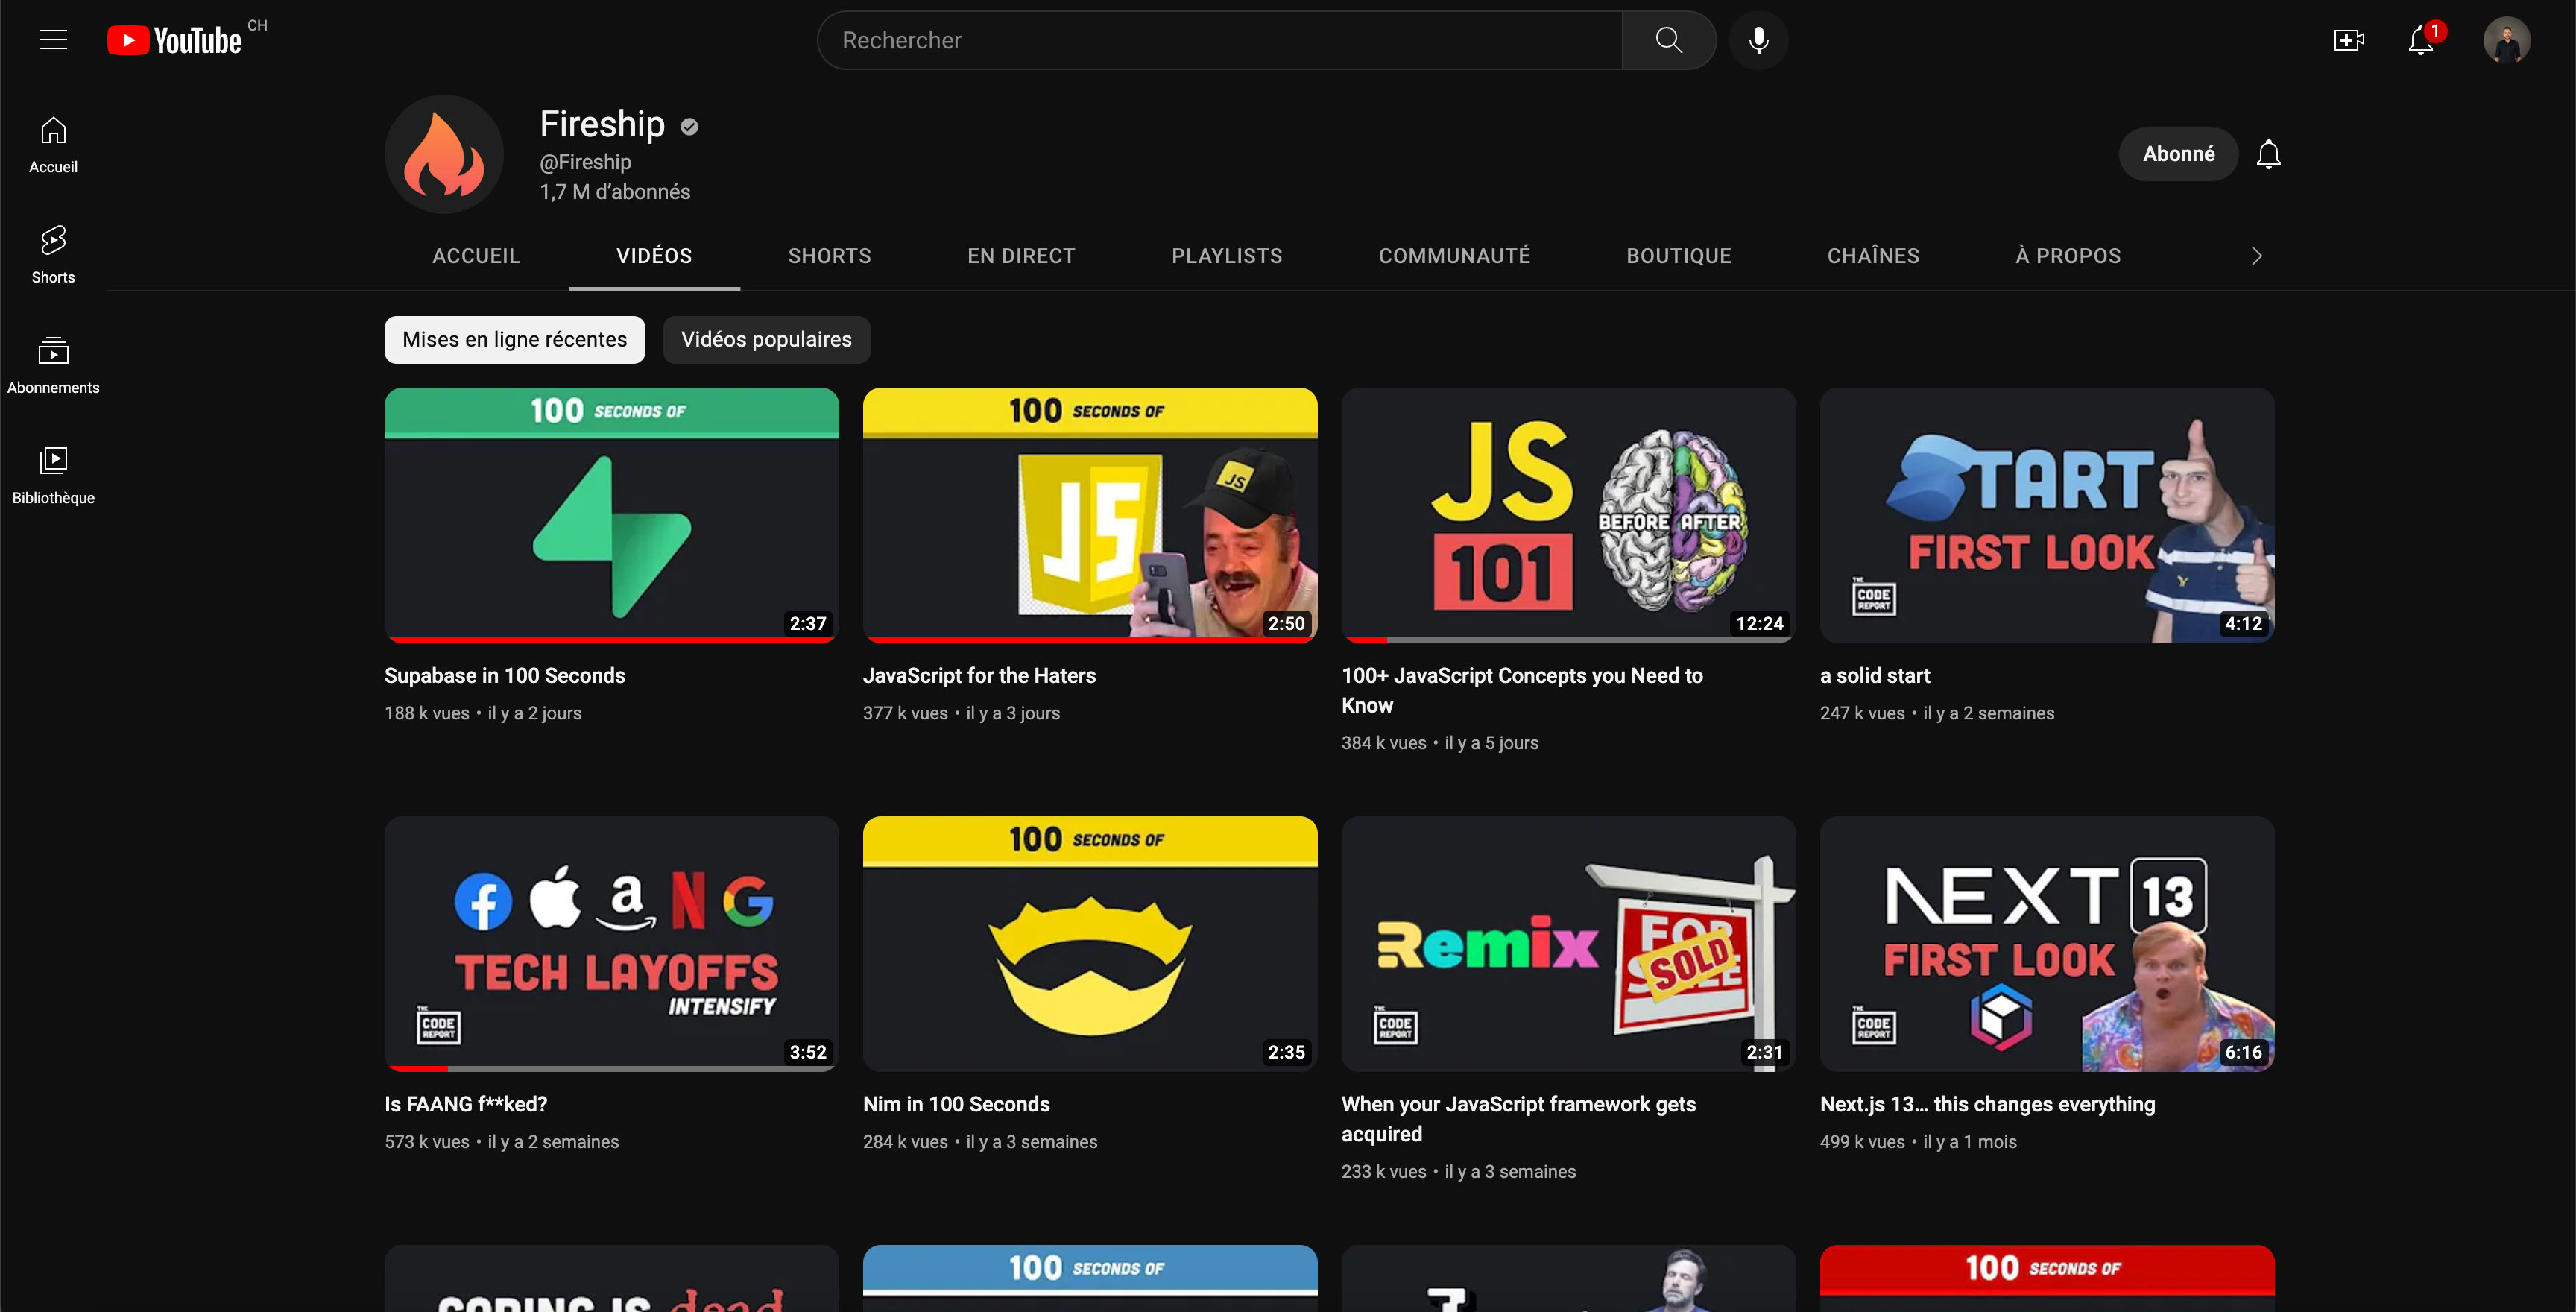 YouTube CH
Rechercher
1
Accueil
Shorts
Abonnements
Bibliothèque
Fireship
@Fireship
1,7 M d’abonnés
Abonné
ACCUEIL
VIDÉOS
SHORTS
EN DIRECT
PLAYLISTS
COMMUNAUTÉ
BOUTIQUE
CHAÎNES
À PROPOS
Mises en ligne récentes
Vidéos populaires
100 SECONDS OF
2:37
Supabase in 100 Seconds
188 k vues • il y a 2 jours
100 SECONDS OF
JS
JS
2:50
JavaScript for the Haters
377 k vues • il y a 3 jours
JS
101
BEFORE AFTER
12:24
100+ JavaScript Concepts you Need to
Know
384 k vues • il y a 5 jours
START
FIRST LOOK
THE
CODE
REPORT
4:12
a solid start
247 k vues • il y a 2 semaines
a N G
TECH LAYOFFS
INTENSIFY
THE
CODE
REPORT
3:52
Is FAANG f**ked?
573 k vues • il y a 2 semaines
100 SECONDS OF
2:35
Nim in 100 Seconds
284 k vues • il y a 3 semaines
Remix
FOR
SALE
SOLD
THE
CODE
REPORT
2:31
When your JavaScript framework gets
acquired
233 k vues • il y a 3 semaines
NEXT 13
FIRST LOOK
THE
CODE
REPORT
6:16
Next.js 13… this changes everything
499 k vues • il y a 1 mois
CODING IS dead
100 SECONDS OF
100 SECONDS OF